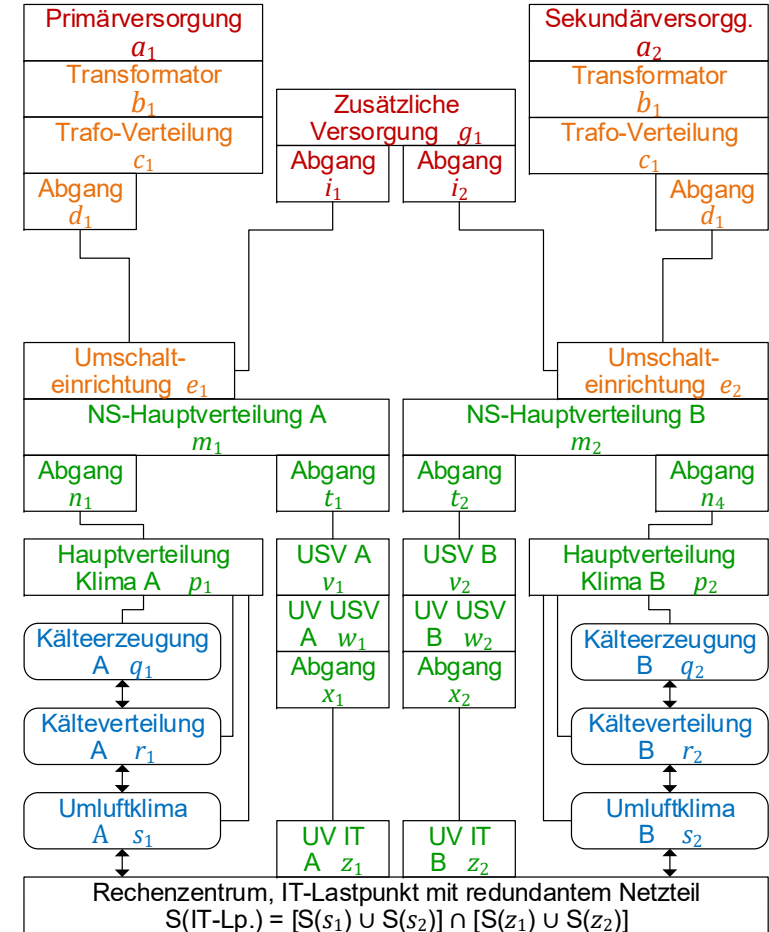 Primärversorgung
a₁
Transformator
b₁
Trafo-Verteilung
c₁
Abgang
d₁
Zusätzliche
Versorgung g₁
Abgang
i₁
Abgang
i₂
Sekundärversorgg.
a₂
Transformator
b₁
Trafo-Verteilung
c₁
Abgang
d₁
Umschalt-
einrichtung e₁
Umschalt-
einrichtung e₂
NS-Hauptverteilung A
m₁
NS-Hauptverteilung B
m₂
Abgang
n₁
Abgang
t₁
Abgang
t₂
Abgang
n₄
Hauptverteilung
Klima A p₁
USV A
v₁
USV B
v₂
Hauptverteilung
Klima B p₂
UV USV
A w₁
UV USV
B w₂
Kälteerzeugung
A q₁
Abgang
x₁
Abgang
x₂
Kälteerzeugung
B q₂
Kälteverteilung
A r₁
Kälteverteilung
B r₂
Umluftklima
A s₁
UV IT
A z₁
UV IT
B z₂
Umluftklima
B s₂
Rechenzentrum, IT-Lastpunkt mit redundantem Netzteil
S(IT-Lp.) = [S(s₁) ∪ S(s₂)] ∩ [S(z₁) ∪ S(z₂)]